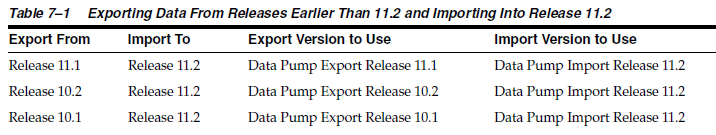 Table 7–1 Exporting Data From Releases Earlier Than 11.2 and Importing Into Release 11.2
Export From Import To Export Version to Use Import Version to Use
Release 11.1 Release 11.2 Data Pump Export Release 11.1 Data Pump Import Release 11.2
Release 10.2 Release 11.2 Data Pump Export Release 10.2 Data Pump Import Release 11.2
Release 10.1 Release 11.2 Data Pump Export Release 10.1 Data Pump Import Release 11.2